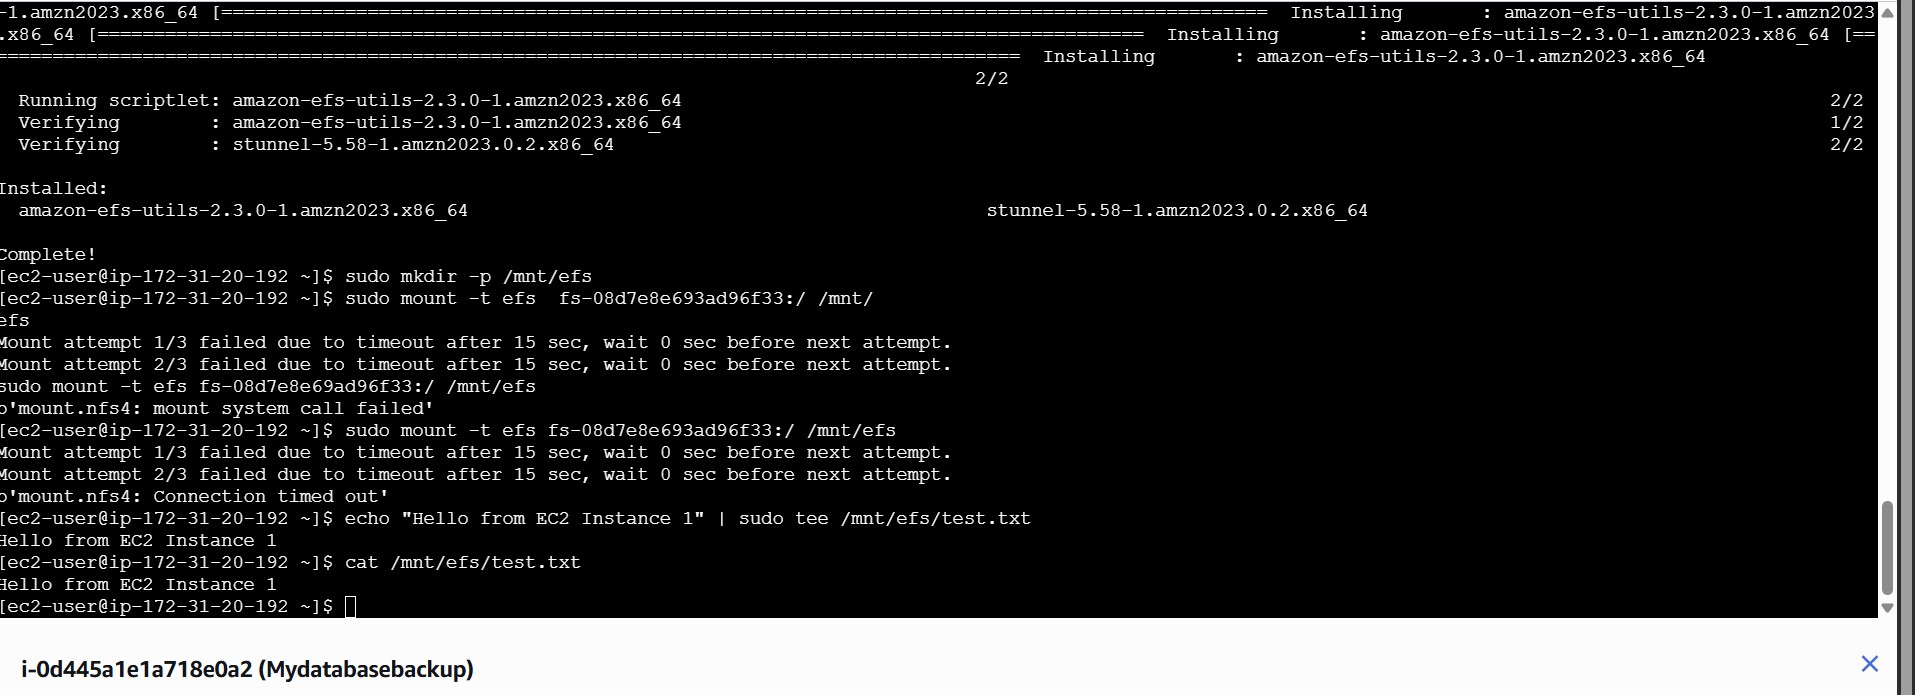 -1.amzn2023.x86_64 [=============================================================================================  Installing       : amazon-efs-utils-2.3.0-1.amzn2023
.x86_64 [=============================================================================================  Installing       : amazon-efs-utils-2.3.0-1.amzn2023.x86_64 [==
===========================================================================================  Installing       : amazon-efs-utils-2.3.0-1.amzn2023.x86_64
2/2
Running scriptlet: amazon-efs-utils-2.3.0-1.amzn2023.x86_64 2/2
Verifying        : amazon-efs-utils-2.3.0-1.amzn2023.x86_64 1/2
Verifying        : stunnel-5.58-1.amzn2023.0.2.x86_64 2/2
Installed:
amazon-efs-utils-2.3.0-1.amzn2023.x86_64 stunnel-5.58-1.amzn2023.0.2.x86_64
Complete!
[ec2-user@ip-172-31-20-192 ~]$ sudo mkdir -p /mnt/efs
[ec2-user@ip-172-31-20-192 ~]$ sudo mount -t efs  fs-08d7e8e693ad96f33:/ /mnt/
efs
Mount attempt 1/3 failed due to timeout after 15 sec, wait 0 sec before next attempt.
Mount attempt 2/3 failed due to timeout after 15 sec, wait 0 sec before next attempt.
sudo mount -t efs fs-08d7e8e69ad96f33:/ /mnt/efs
b'mount.nfs4: mount system call failed'
[ec2-user@ip-172-31-20-192 ~]$ sudo mount -t efs fs-08d7e8e693ad96f33:/ /mnt/efs
Mount attempt 1/3 failed due to timeout after 15 sec, wait 0 sec before next attempt.
Mount attempt 2/3 failed due to timeout after 15 sec, wait 0 sec before next attempt.
b'mount.nfs4: Connection timed out'
[ec2-user@ip-172-31-20-192 ~]$ echo "Hello from EC2 Instance 1" | sudo tee /mnt/efs/test.txt
Hello from EC2 Instance 1
[ec2-user@ip-172-31-20-192 ~]$ cat /mnt/efs/test.txt
Hello from EC2 Instance 1
[ec2-user@ip-172-31-20-192 ~]$
i-0d445a1e1a718e0a2 (Mydatabasebackup)